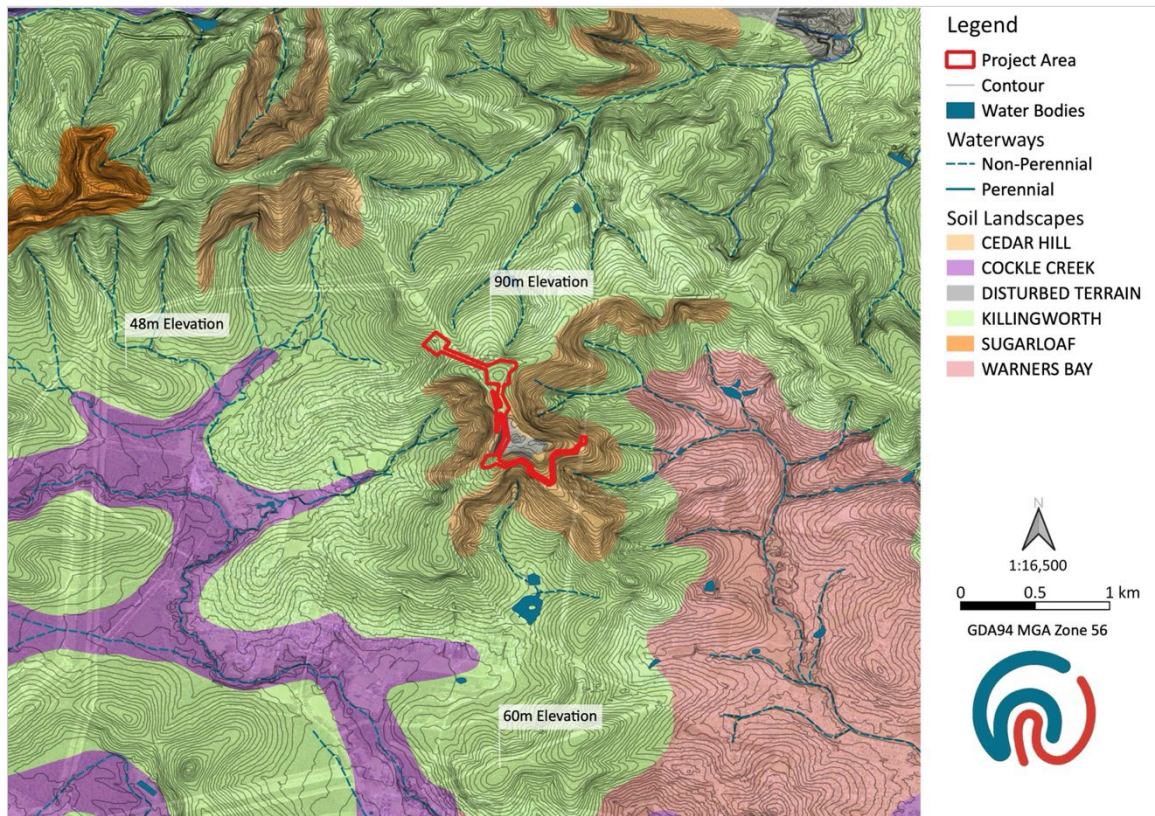 90m Elevation
48m Elevation
60m Elevation
Legend
Project Area
Contour
Water Bodies
Waterways
Non-Perennial
Perennial
Soil Landscapes
CEDAR HILL
COCKLE CREEK
DISTURBED TERRAIN
KILLINGWORTH
SUGARLOAF
WARNERS BAY
N
1:16,500
0 0.5 1 km
GDA94 MGA Zone 56